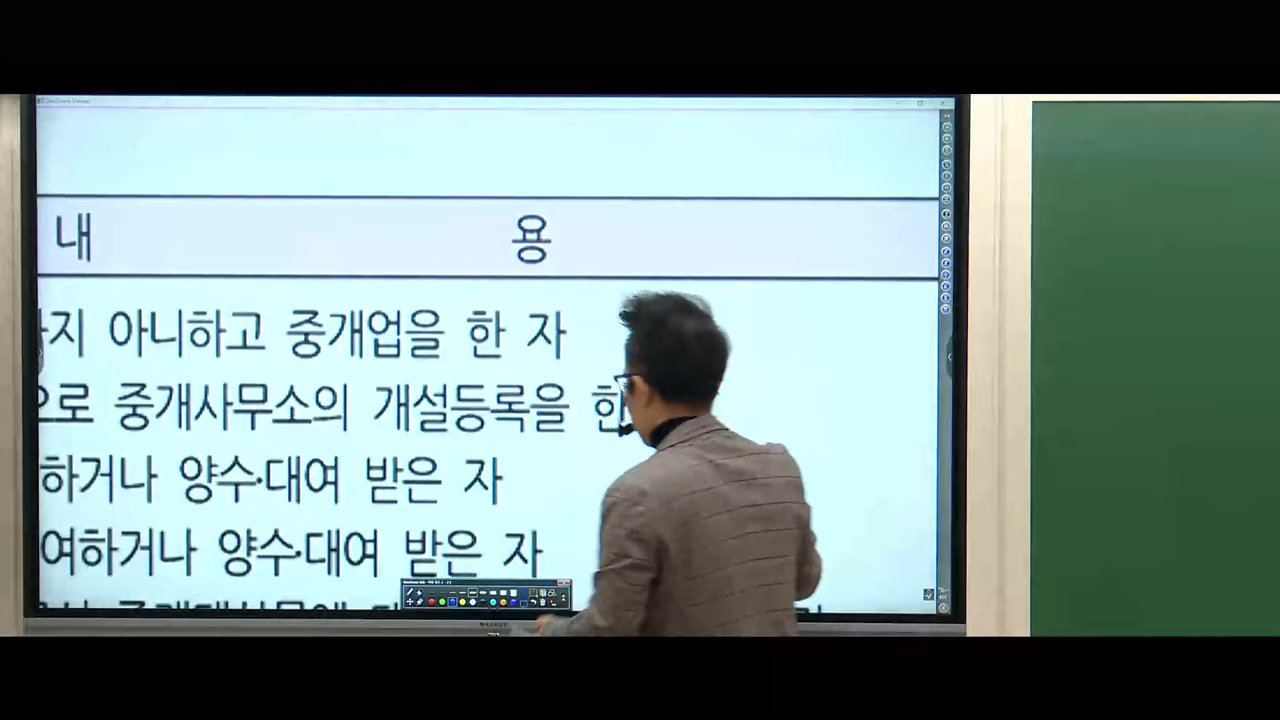 내 용
지 아니하고 중개업을 한 자
으로 중개사무소의 개설등록을 한
하거나 양수·대여 받은 자
여하거나 양수·대여 받은 자
MAXHUB